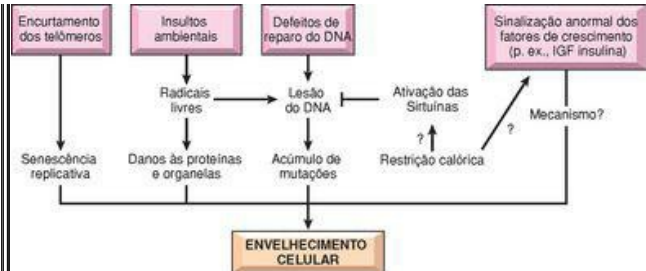 Encurtamento
dos telômeros
Insultos
ambientais
Defeitos de
reparo do DNA
Sinalização anormal dos
fatores de crescimento
(p. ex., IGF insulina)
Radicais
livres
Lesão
do DNA
Ativação das
Sirtuínas
Mecanismo?
?
?
Senescência
replicativa
Danos às proteínas
e organelas
Acúmulo de
mutações
Restrição calórica
ENVELHECIMENTO
CELULAR